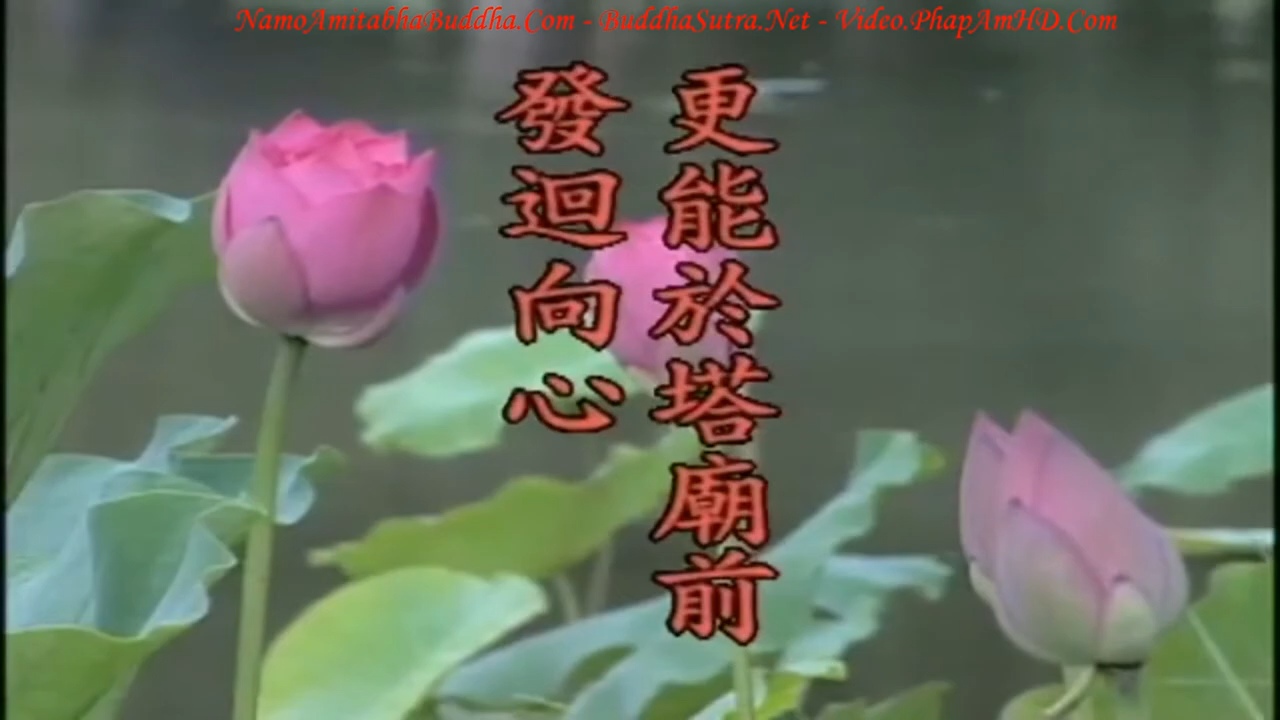 NamoAmitabhaBuddha.Com - BuddhaSutra.Net - Video.PhapAmHD.Com
更能於塔廟前
發迴向心